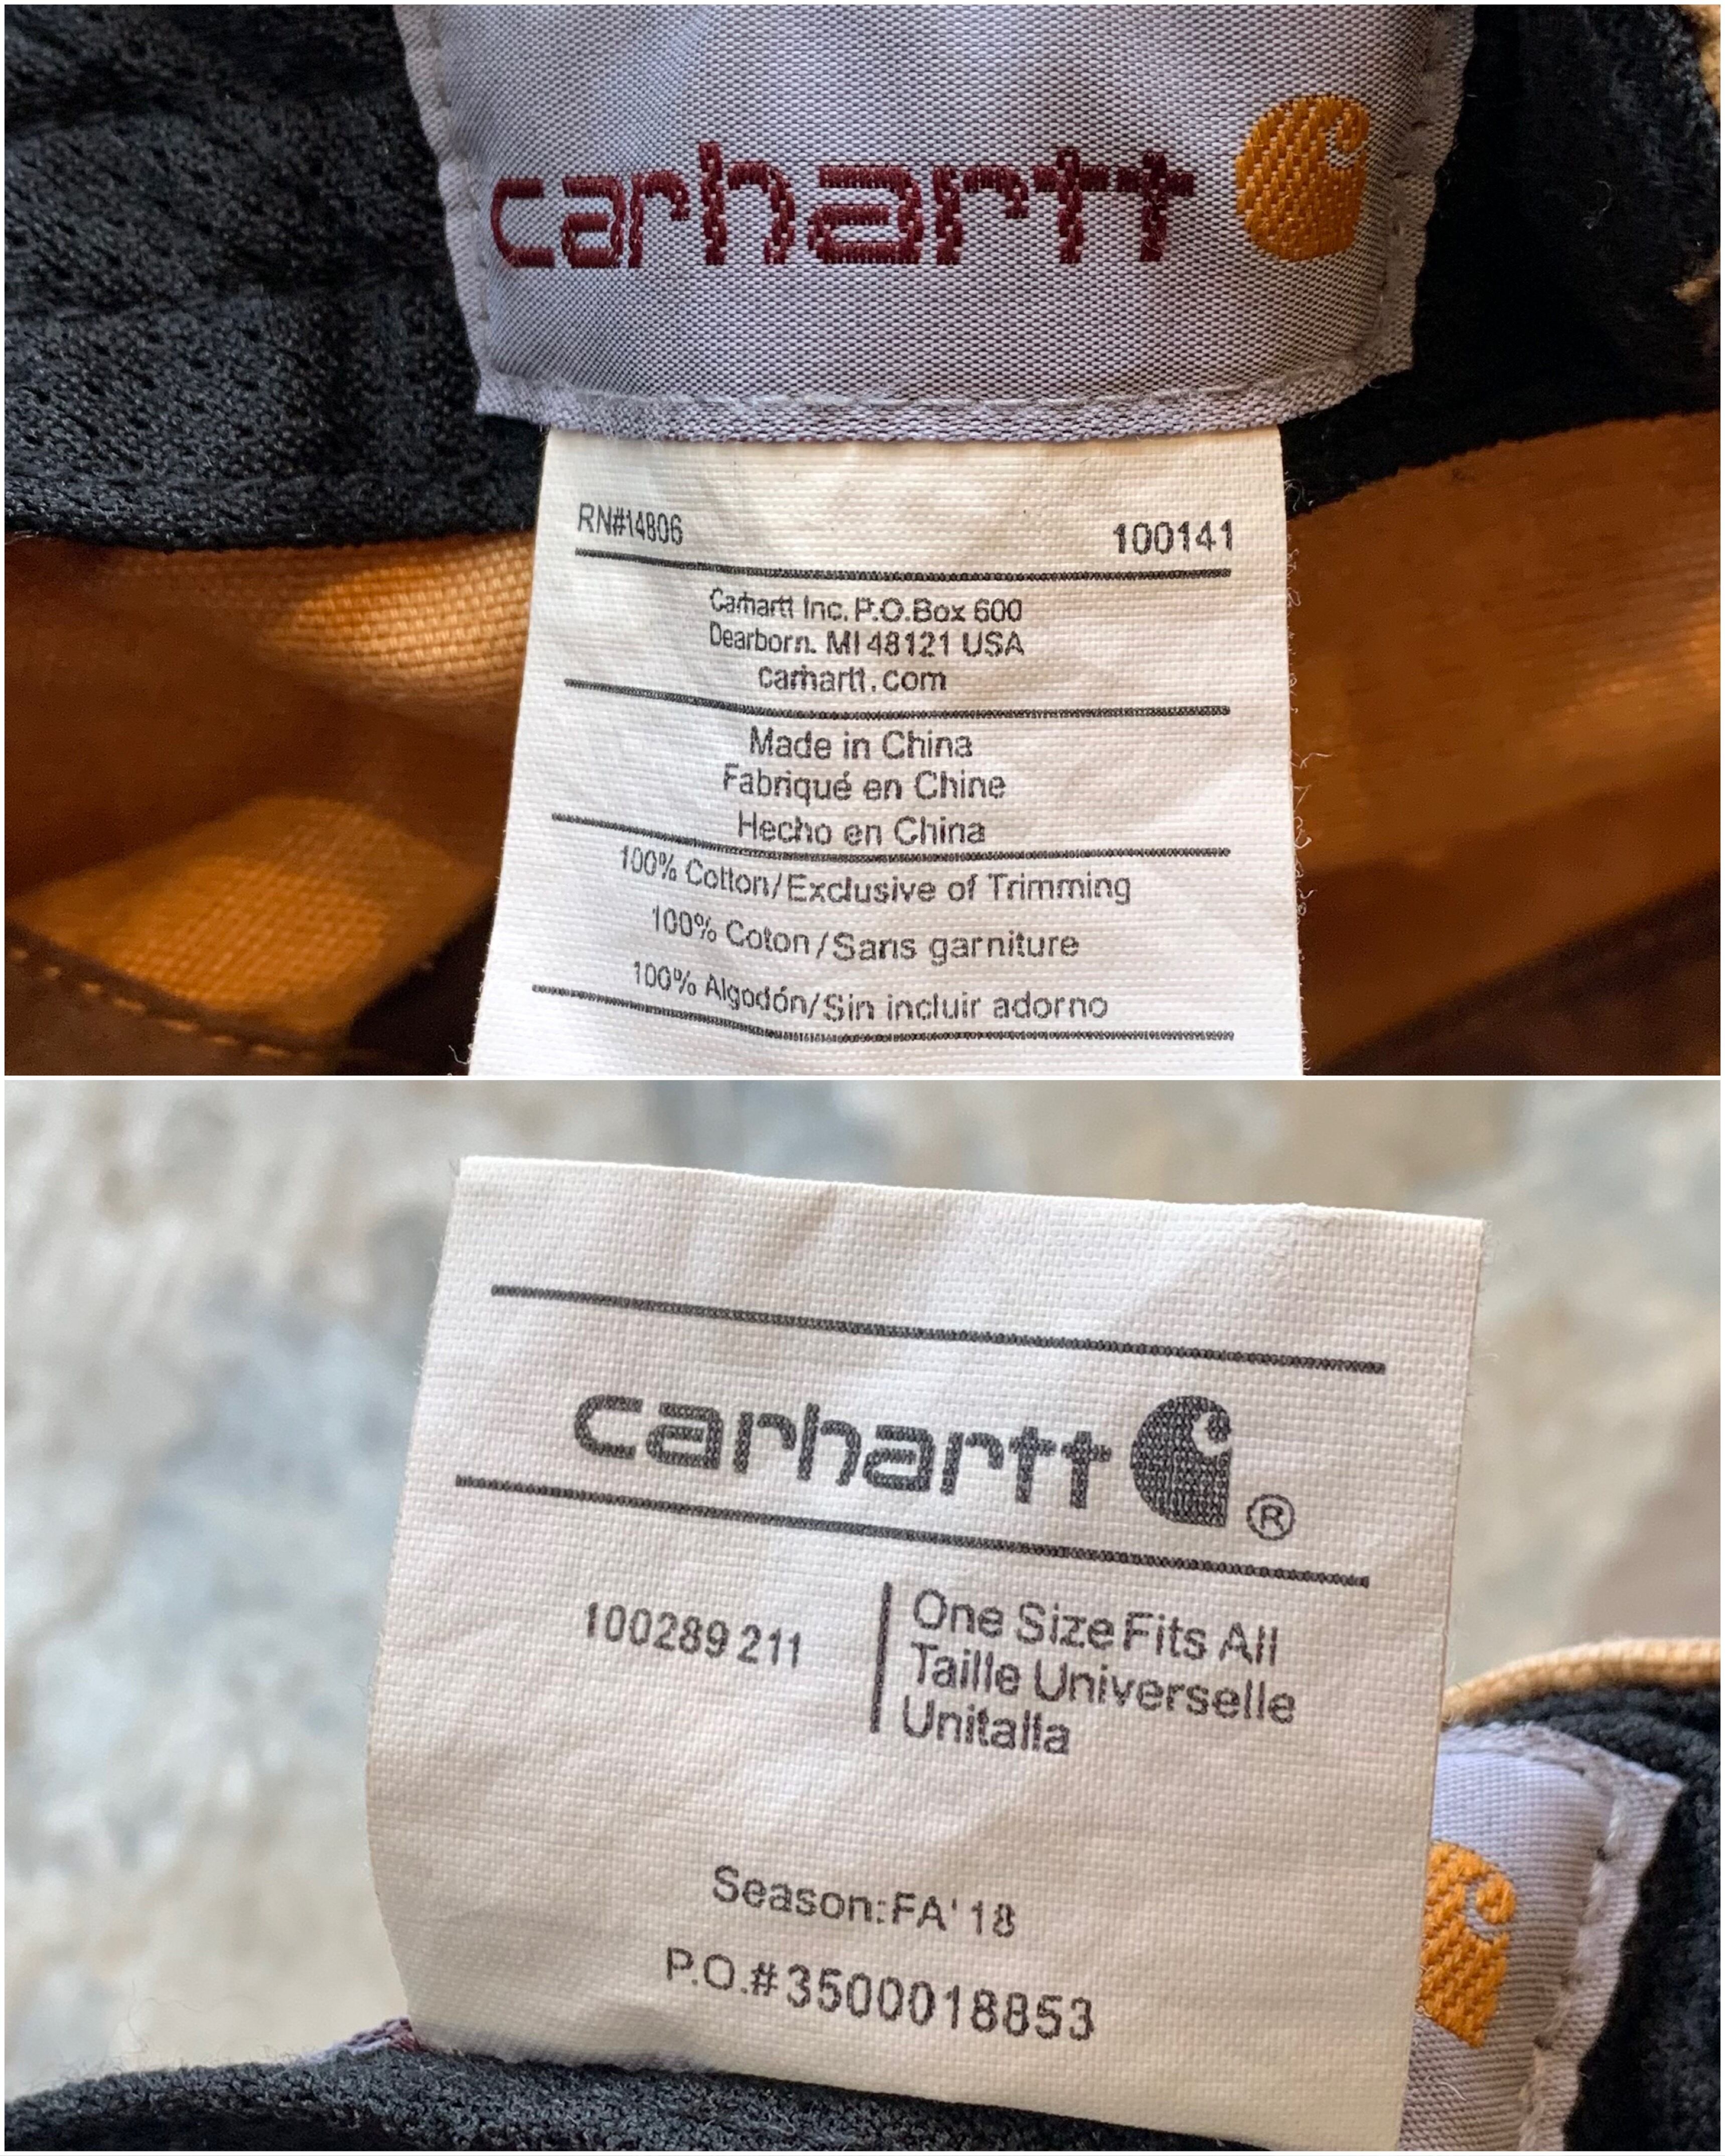 carhartt
RN#14806 100141
Carhartt Inc. P.O.Box 600
Dearborn. MI 48121 USA
carhartt.com
Made in China
Fabriqué en Chine
Hecho en China
100% Cotton/Exclusive of Trimming
100% Coton/Sans garniture
100% Algodón/Sin incluir adorno
carhartt ®
100289 211
One Size Fits All
Taille Universelle
Unitalla
Season:FA'18
P.O.#3500018853